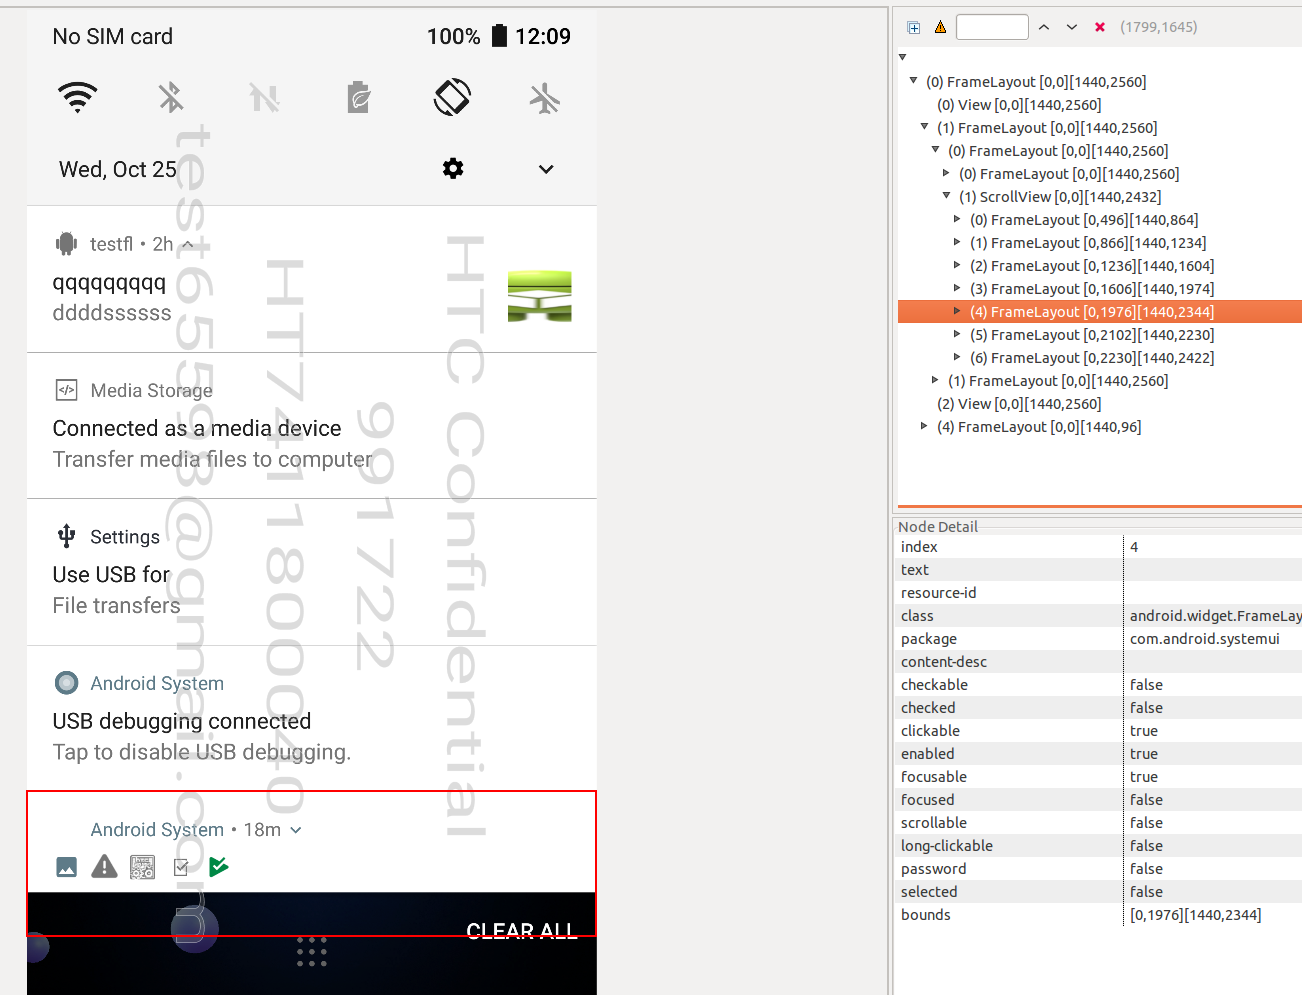 No SIM card
100%
12:09
Wed, Oct 25
testfl • 2h
qqqqqqqqq
ddddssssss
Media Storage
Connected as a media device
Transfer media files to computer
Settings
Use USB for
File transfers
Android System
USB debugging connected
Tap to disable USB debugging.
Android System • 18m
CLEAR ALL
test65598@gmail.com
HT7411800040
991722
HTC Confidential
(1799,1645)
(0) FrameLayout [0,0][1440,2560]
(0) View [0,0][1440,2560]
(1) FrameLayout [0,0][1440,2560]
(0) FrameLayout [0,0][1440,2560]
(0) FrameLayout [0,0][1440,2560]
(1) ScrollView [0,0][1440,2432]
(0) FrameLayout [0,496][1440,864]
(1) FrameLayout [0,866][1440,1234]
(2) FrameLayout [0,1236][1440,1604]
(3) FrameLayout [0,1606][1440,1974]
(4) FrameLayout [0,1976][1440,2344]
(5) FrameLayout [0,2102][1440,2230]
(6) FrameLayout [0,2230][1440,2422]
(1) FrameLayout [0,0][1440,2560]
(2) View [0,0][1440,2560]
(4) FrameLayout [0,0][1440,96]
Node Detail
index 4
text
resource-id
class android.widget.FrameLay
package com.android.systemui
content-desc
checkable false
checked false
clickable true
enabled true
focusable true
focused false
scrollable false
long-clickable false
password false
selected false
bounds [0,1976][1440,2344]